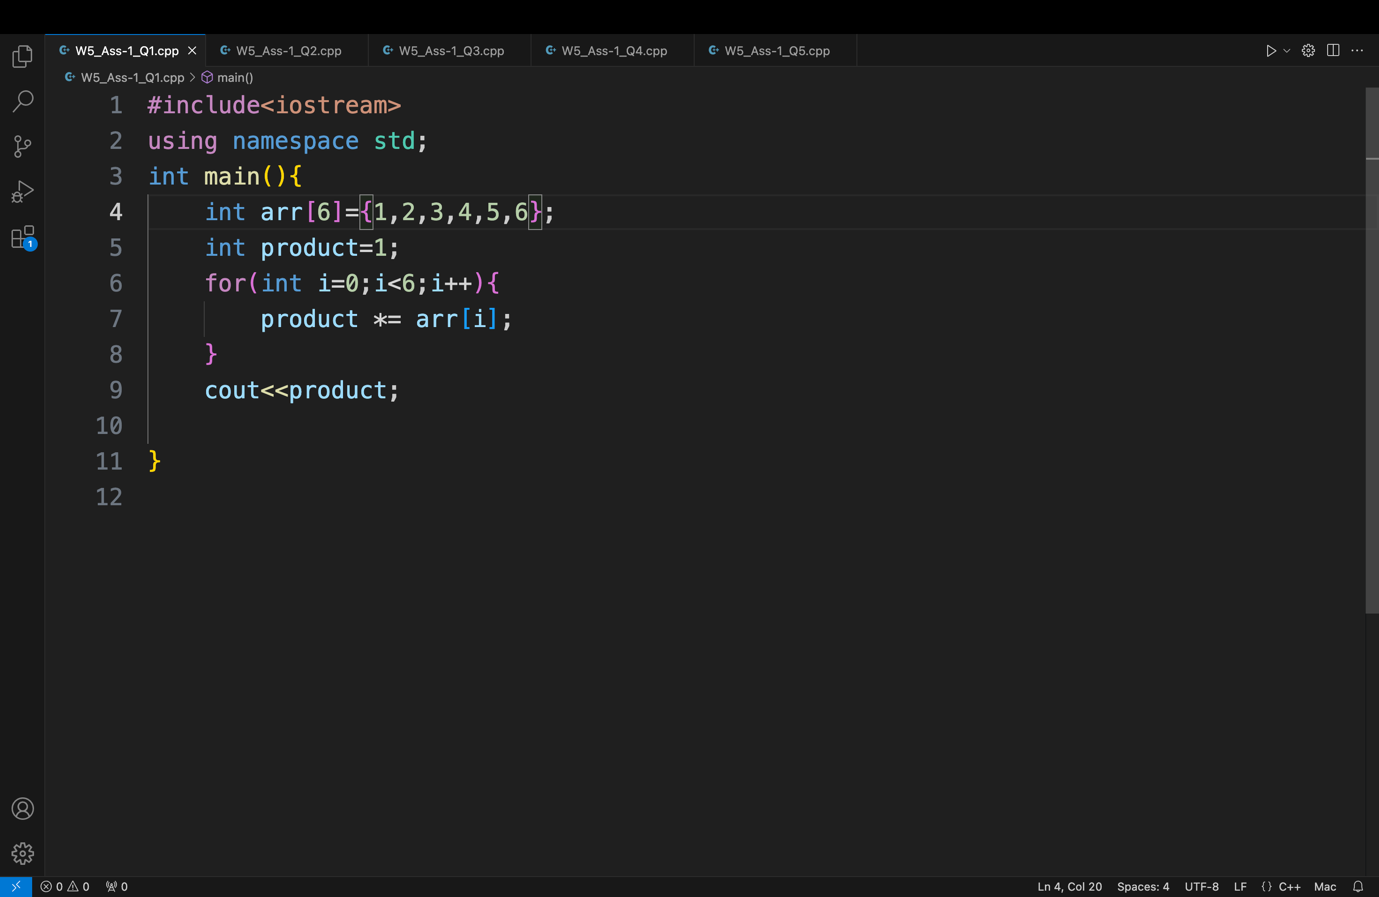 W5_Ass-1_Q1.cpp W5_Ass-1_Q2.cpp W5_Ass-1_Q3.cpp W5_Ass-1_Q4.cpp W5_Ass-1_Q5.cpp
W5_Ass-1_Q1.cpp > main()
1 #include<iostream>
2 using namespace std;
3 int main(){
4     int arr[6]={1,2,3,4,5,6};
5     int product=1;
6     for(int i=0;i<6;i++){
7         product *= arr[i];
8     }
9     cout<<product;
10
11 }
12
1
0 0 0 Ln 4, Col 20 Spaces: 4 UTF-8 LF {} C++ Mac